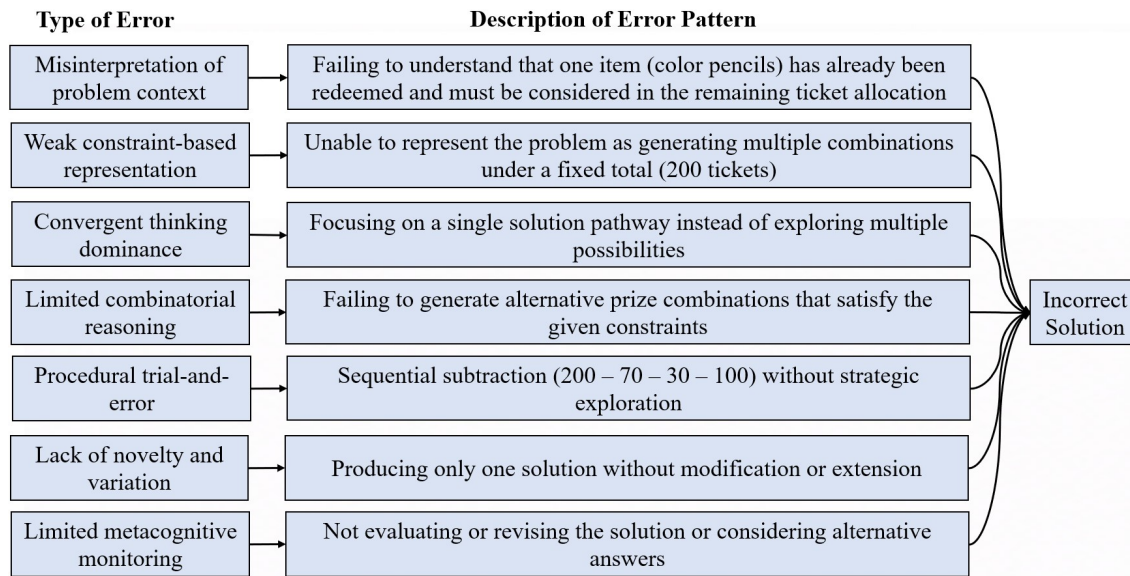 Type of Error
Description of Error Pattern
Misinterpretation of
problem context
Failing to understand that one item (color pencils) has already been
redeemed and must be considered in the remaining ticket allocation
Weak constraint-based
representation
Unable to represent the problem as generating multiple combinations
under a fixed total (200 tickets)
Convergent thinking
dominance
Focusing on a single solution pathway instead of exploring multiple
possibilities
Limited combinatorial
reasoning
Failing to generate alternative prize combinations that satisfy the
given constraints
Procedural trial-and-
error
Sequential subtraction (200 – 70 – 30 – 100) without strategic
exploration
Lack of novelty and
variation
Producing only one solution without modification or extension
Limited metacognitive
monitoring
Not evaluating or revising the solution or considering alternative
answers
Incorrect
Solution